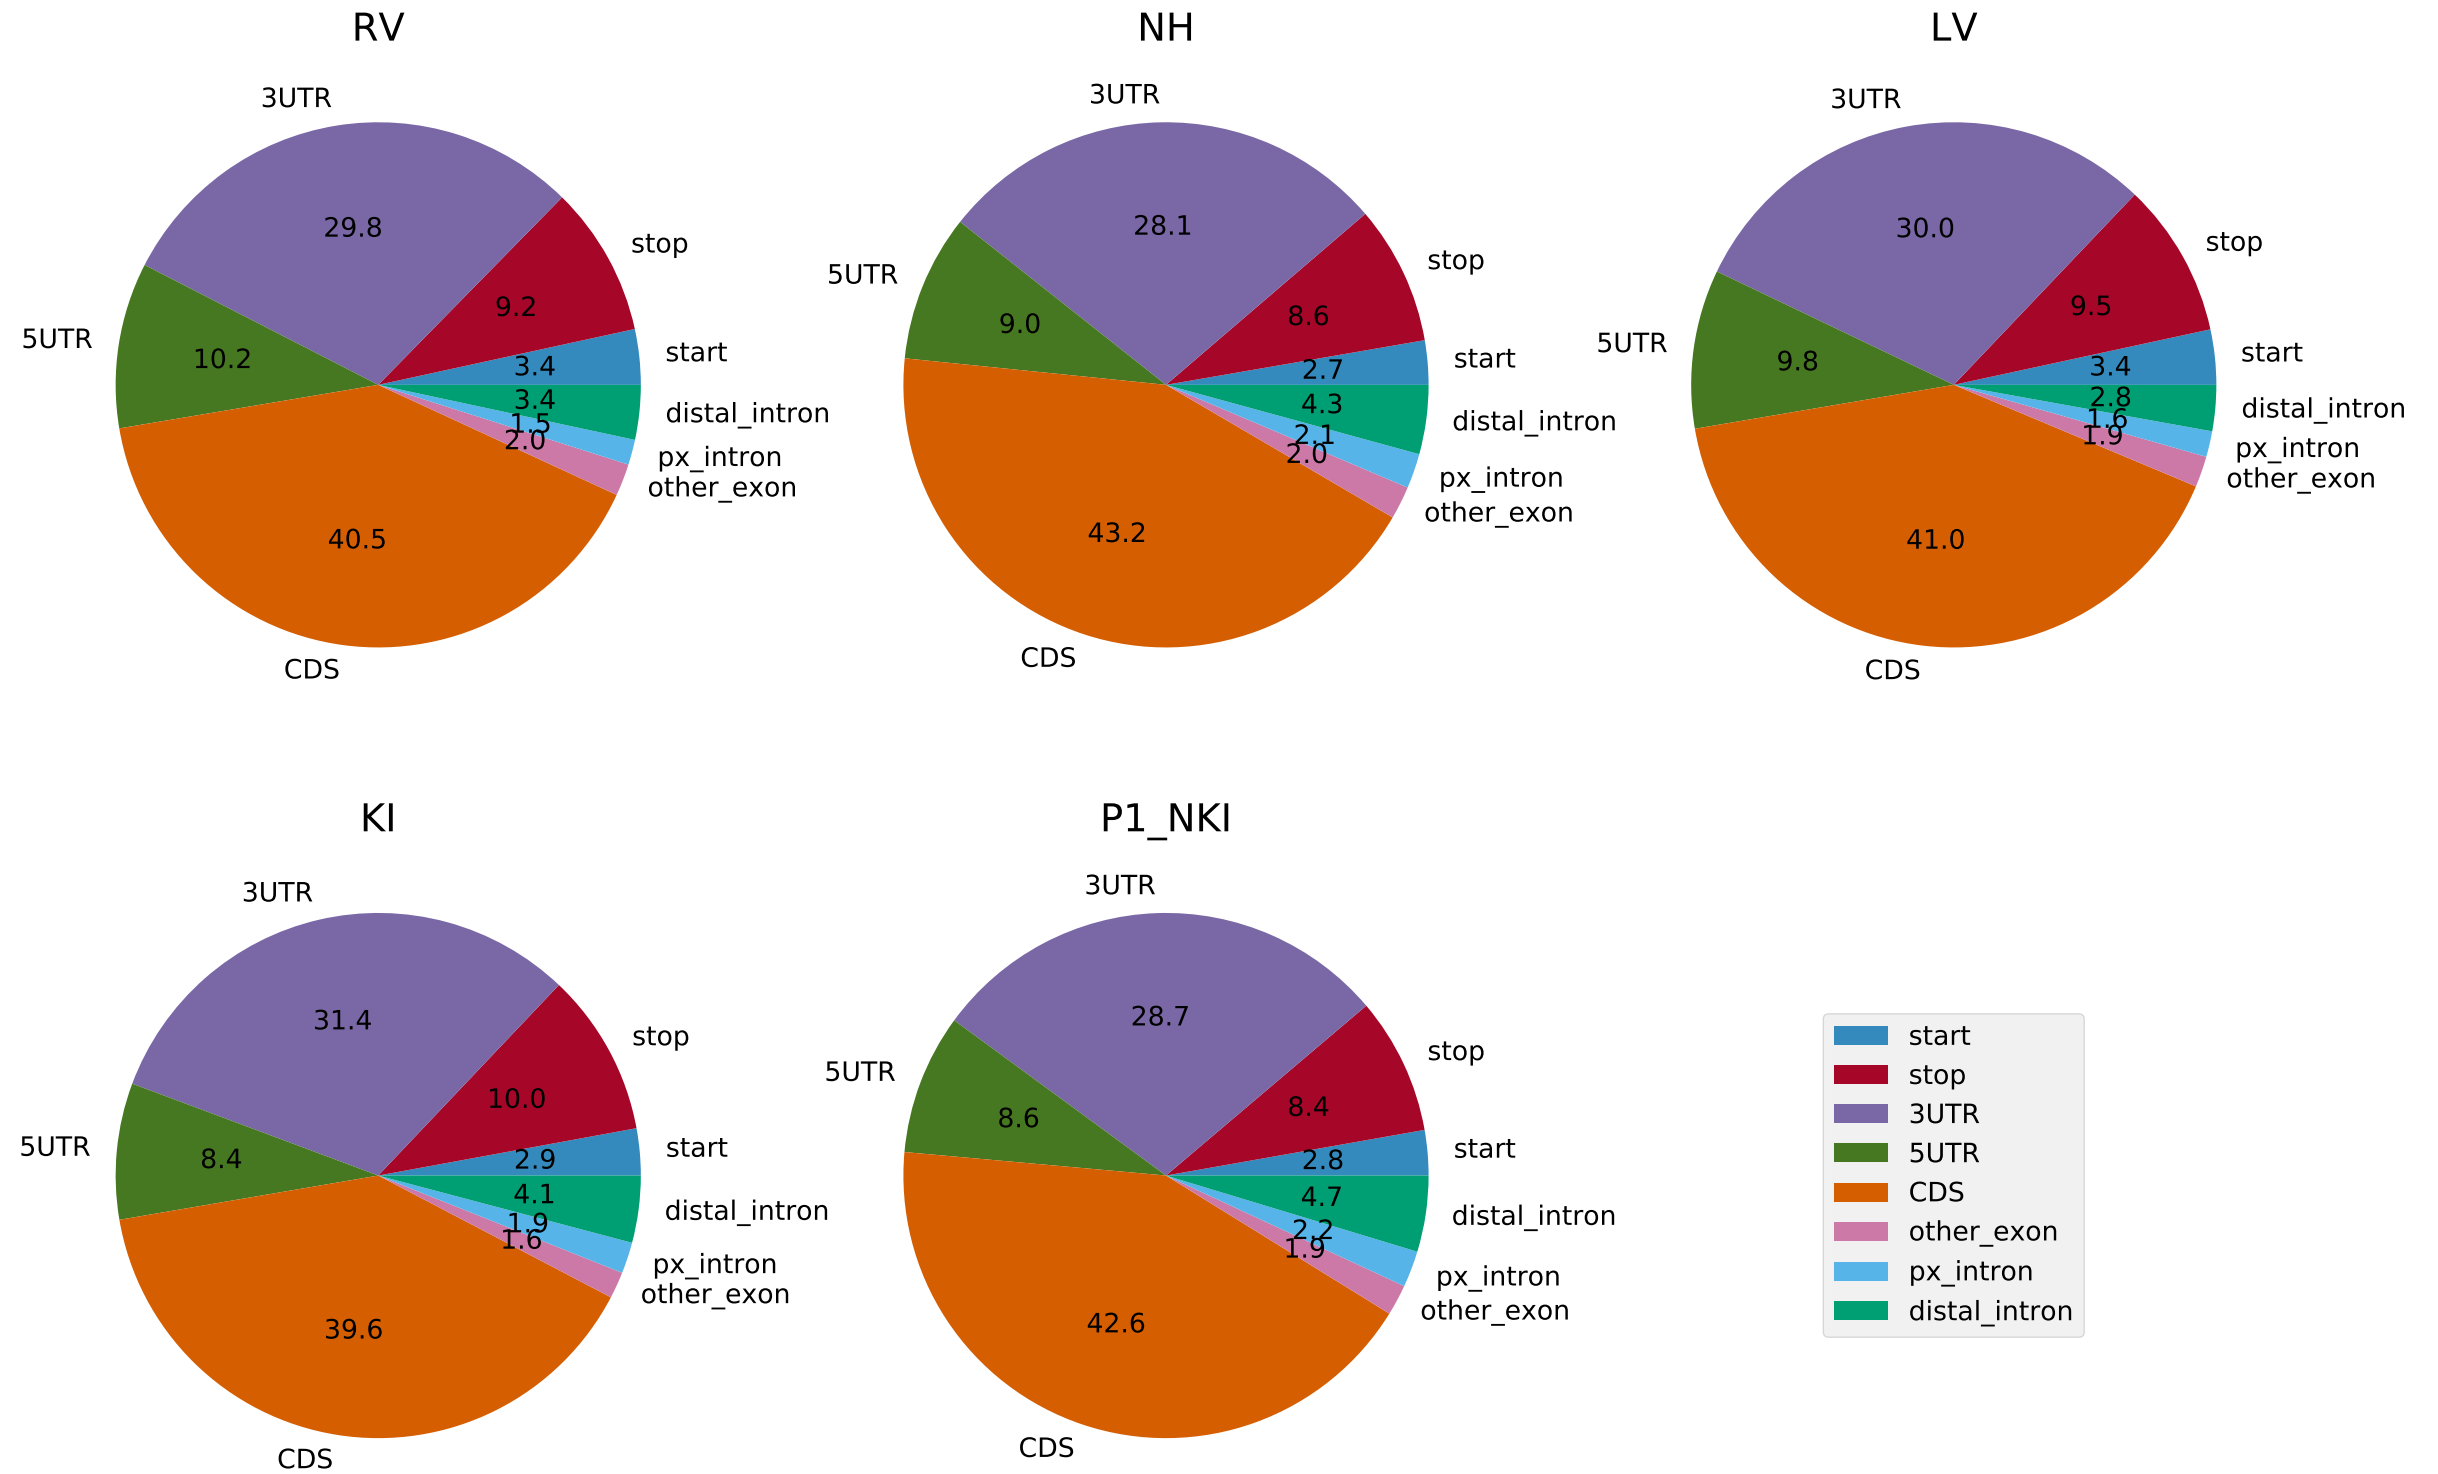 RV
3UTR
29.8
stop
9.2
5UTR
10.2
start
3.4
3.4
distal_intron
1.5
px_intron
2.0
other_exon
40.5
CDS
NH
3UTR
28.1
stop
8.6
5UTR
9.0
start
2.7
4.3
distal_intron
2.1
px_intron
2.0
other_exon
43.2
CDS
LV
3UTR
30.0
stop
9.5
5UTR
9.8
start
3.4
2.8
distal_intron
1.6
px_intron
1.9
other_exon
41.0
CDS
KI
3UTR
31.4
stop
10.0
5UTR
8.4
start
2.9
4.1
distal_intron
1.9
px_intron
1.6
other_exon
39.6
CDS
P1_NKI
3UTR
28.7
stop
8.4
5UTR
8.6
start
2.8
4.7
distal_intron
2.2
px_intron
1.9
other_exon
42.6
CDS
start
stop
3UTR
5UTR
CDS
other_exon
px_intron
distal_intron